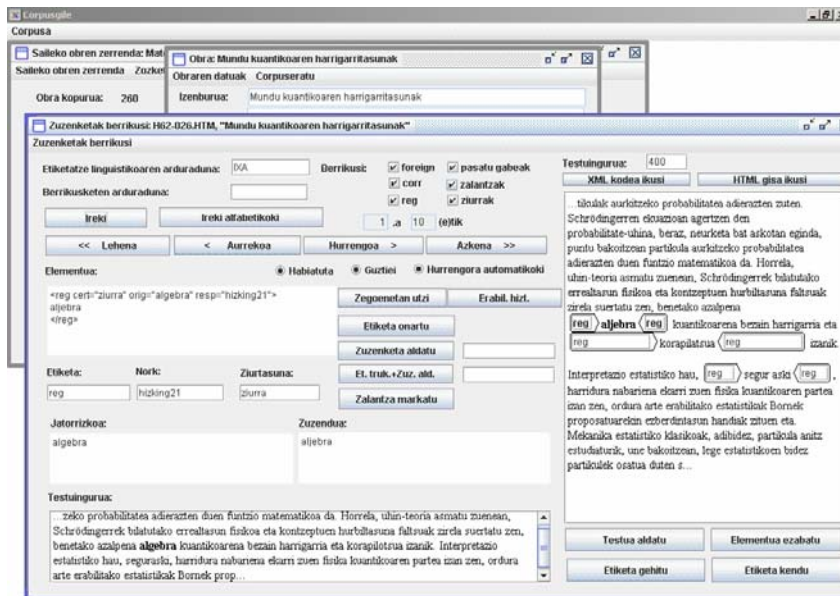 Corpusgile
Corpusa
Saileko obren zerrenda: Mate
Saileko obren zerrenda Zozke
Obra kopurua: 260
Obra: Mundu kuantikoaren harrigarritasunak
Obraren datuak Corpuseratu
Izenburua: Mundu kuantikoaren harrigarritasunak
Zuzenketak berrikusi: H62-026.HTM, "Mundu kuantikoaren harrigarritasunak"
Zuzenketak berrikusi
Etiketatze linguistikoaren arduraduna: IXA
Berrikusi: foreign pasatu gabeak
corr zalantzak
reg ziurrak
Berrikusketen arduraduna:
Ireki Ireki alfabetikoki
1 .a 10 (e)tik
<< Lehena < Aurrekoa Hurrengoa > Azkena >>
Elementua: Habiatuta Guztiei Hurrengora automatikoki
<reg cert="ziurra" orig="algebra" resp="hizking21">
aljebra
</reg>
Zegoenetan utzi Erabil. hizt.
Etiketa onartu
Zuzenketa aldatu
Et. truk.+Zuz. ald.
Zalantza markatu
Etiketa: Nork: Ziurtasuna:
reg hizking21 ziurra
Jatorrizkoa: Zuzendua:
algebra aljebra
Testuingurua:
...zeko probabilitatea adierazten duen funtzio matematikoa da. Horrela, uhin-teoria asmatu zuenean,
Schrödingerrek bilatutako errealtasun fisikoa eta kontzeptuen hurbiltasuna faltsuak zirela suertatu zen,
benetako azalpena algebra kuantikoarena bezain harrigarria eta korapilotsua izanik. Interpretazio
estatistiko hau, seguraski, harridura nabariena ekarri zuen fisika kuantikoaren partea izan zen, ordura
arte erabilitako estatistikak Bornek prop...
Testuingurua: 400
XML kodea ikusi HTML gisa ikusi
... tikulak aurkitzeko probabilitatea adierazten zuten.
Schrödingerren ekuazioan agertzen den
probabilitate-uhina, beraz, neurketa bat askotan eginda,
puntu bakoitzean partikula aurkitzeko probabilitatea
adierazten duen funtzio matematikoa da. Horrela,
uhin-teoria asmatu zuenean, Schrödingerrek bilatutako
errealtasun fisikoa eta kontzeptuen hurbiltasuna faltsuak
zirela suertatu zen, benetako azalpena
reg aljebra reg kuantikoarena bezain harrigarria eta
reg korapilatsua reg izanik.
Interpretazio estatistiko hau, reg segur aski reg ,
harridura nabariena ekarri zuen fisika kuantikoaren partea
izan zen, ordura arte erabilitako estatistikak Bornek
proposatuarekin ezberdintasun handiak zituen eta.
Mekanika estatistiko klasikoak, adibidez, partikula anitz
estudiaturik, une bakoitzean, lege estatistikoen bidez
partikulek osatua duten s...
Testua aldatu Elementua ezabatu
Etiketa gehitu Etiketa kendu